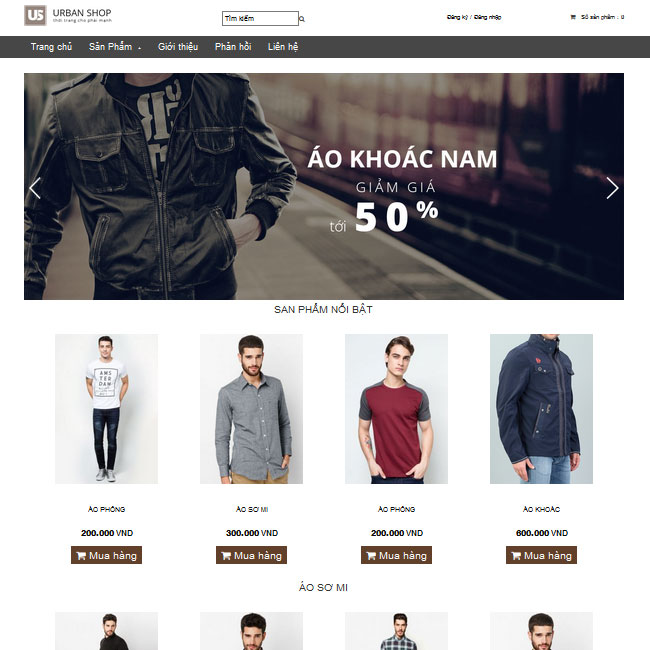 US URBAN SHOP
thời trang cho phái mạnh
Tìm kiếm
Đăng ký / Đăng nhập
Số sản phẩm : 0
Trang chủ Sản Phẩm Giới thiệu Phản hồi Liên hệ
ÁO KHOÁC NAM
GIẢM GIÁ
tới 50%
SẢN PHẨM NỔI BẬT
AMS
TER
DAM
ÁO PHÔNG ÁO SƠ MI ÁO PHÔNG ÁO KHOÁC
200.000 VND 300.000 VND 200.000 VND 600.000 VND
Mua hàng Mua hàng Mua hàng Mua hàng
ÁO SƠ MI